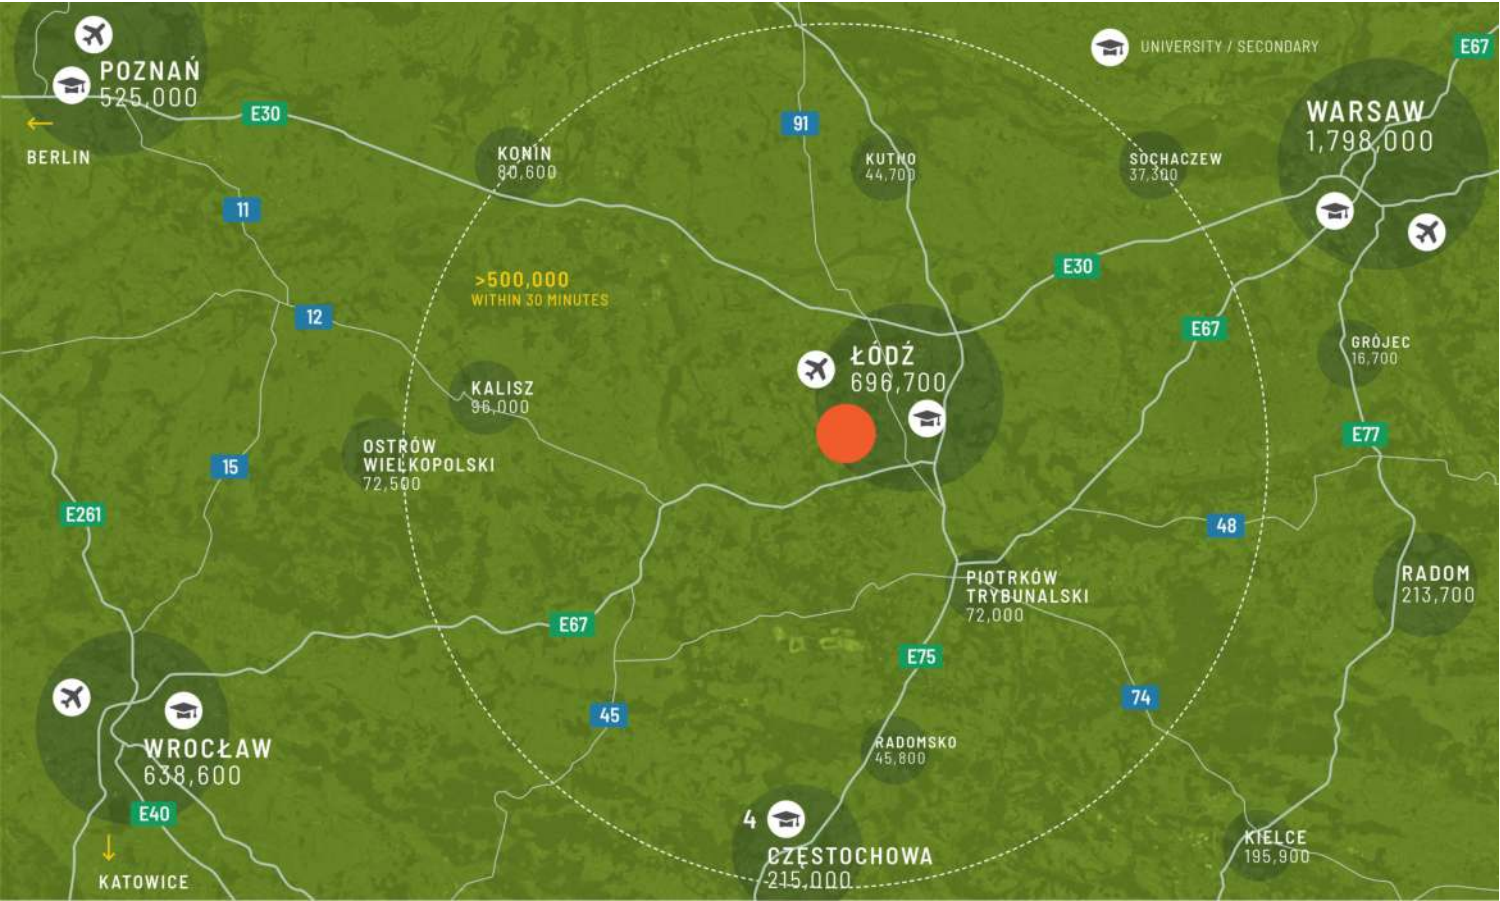 POZNAŃ
525,000
BERLIN
E30
11
KONIN
80,600
91
KUTNO
44,700
UNIVERSITY / SECONDARY
SOCHACZEW
37,300
E67
WARSAW
1,798,000
>500,000
WITHIN 30 MINUTES
E30
12
E67
KALISZ
96,000
ŁÓDŹ
696,700
GRÓJEC
16,700
OSTRÓW
WIELKOPOLSKI
72,500
15
E77
E261
48
PIOTRKÓW
TRYBUNALSKI
72,000
RADOM
213,700
E67
E75
45
74
WROCŁAW
638,600
RADOMSKO
45,800
E40
4
CZĘSTOCHOWA
215,000
KIELCE
195,900
KATOWICE